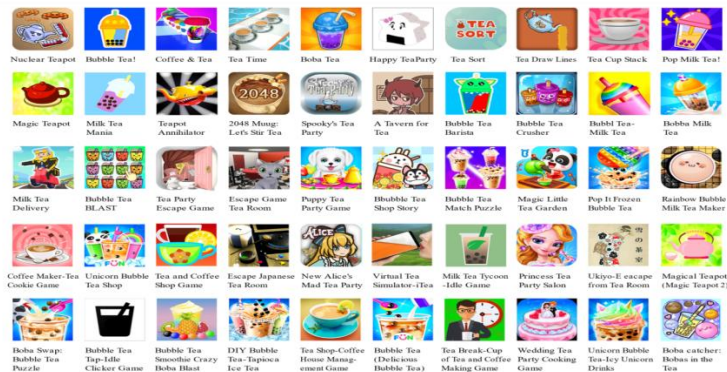 TEA
SORT
Nuclear Teapot Bubble Tea! Coffee & Tea Tea Time Boba Tea Happy TeaParty Tea Sort Tea Draw Lines Tea Cup Stack Pop Milk Tea!
2048
ALICE
FUN
FUN
Magic Teapot
Milk Tea
Mania
Teapot
Annihilator
2048 Muug:
Let's Stir Tea
Spooky's Tea
Party
A Tavern for
Tea
Bubble Tea
Barista
Bubble Tea
Crusher
Bubbl Tea-
Milk Tea
Bobba Milk
Tea
Milk Tea
Delivery
Bubble Tea
BLAST
Tea Party
Escape Game
Escape Game
Tea Room
Puppy Tea
Party Game
Bbubble Tea
Shop Story
Bubble Tea
Match Puzzle
Magic Little
Tea Garden
Pop It Frozen
Bubble Tea
Rainbow Bubble
Milk Tea Maker
Coffee Maker-Tea
Cookie Game
Unicorn Bubble
Tea Shop
Tea and Coffee
Shop Game
Escape Japanese
Tea Room
New Alice's
Mad Tea Party
Virtual Tea
Simulator-iTea
Milk Tea Tycoon
-Idle Game
Princess Tea
Party Salon
Ukiyo-E eacape
from Tea Room
Magical Teapot
(Magic Teapot 2)
Boba Swap:
Bubble Tea
Puzzle
Bubble Tea
Tap-Idle
Clicker Game
Bubble Tea
Smoothie Crazy
Boba Blast
DIY Bubble
Tea-Tapioca
Ice Tea
Tea Shop-Coffee
House Manag-
ement Game
Bubble Tea
(Delicious
Bubble Tea)
Tea Break-Cup
of Tea and Coffee
Making Game
Wedding Tea
Party Cooking
Game
Unicorn Bubble
Tea-Icy Unicorn
Drinks
Boba catcher:
Bobas in the
Tea